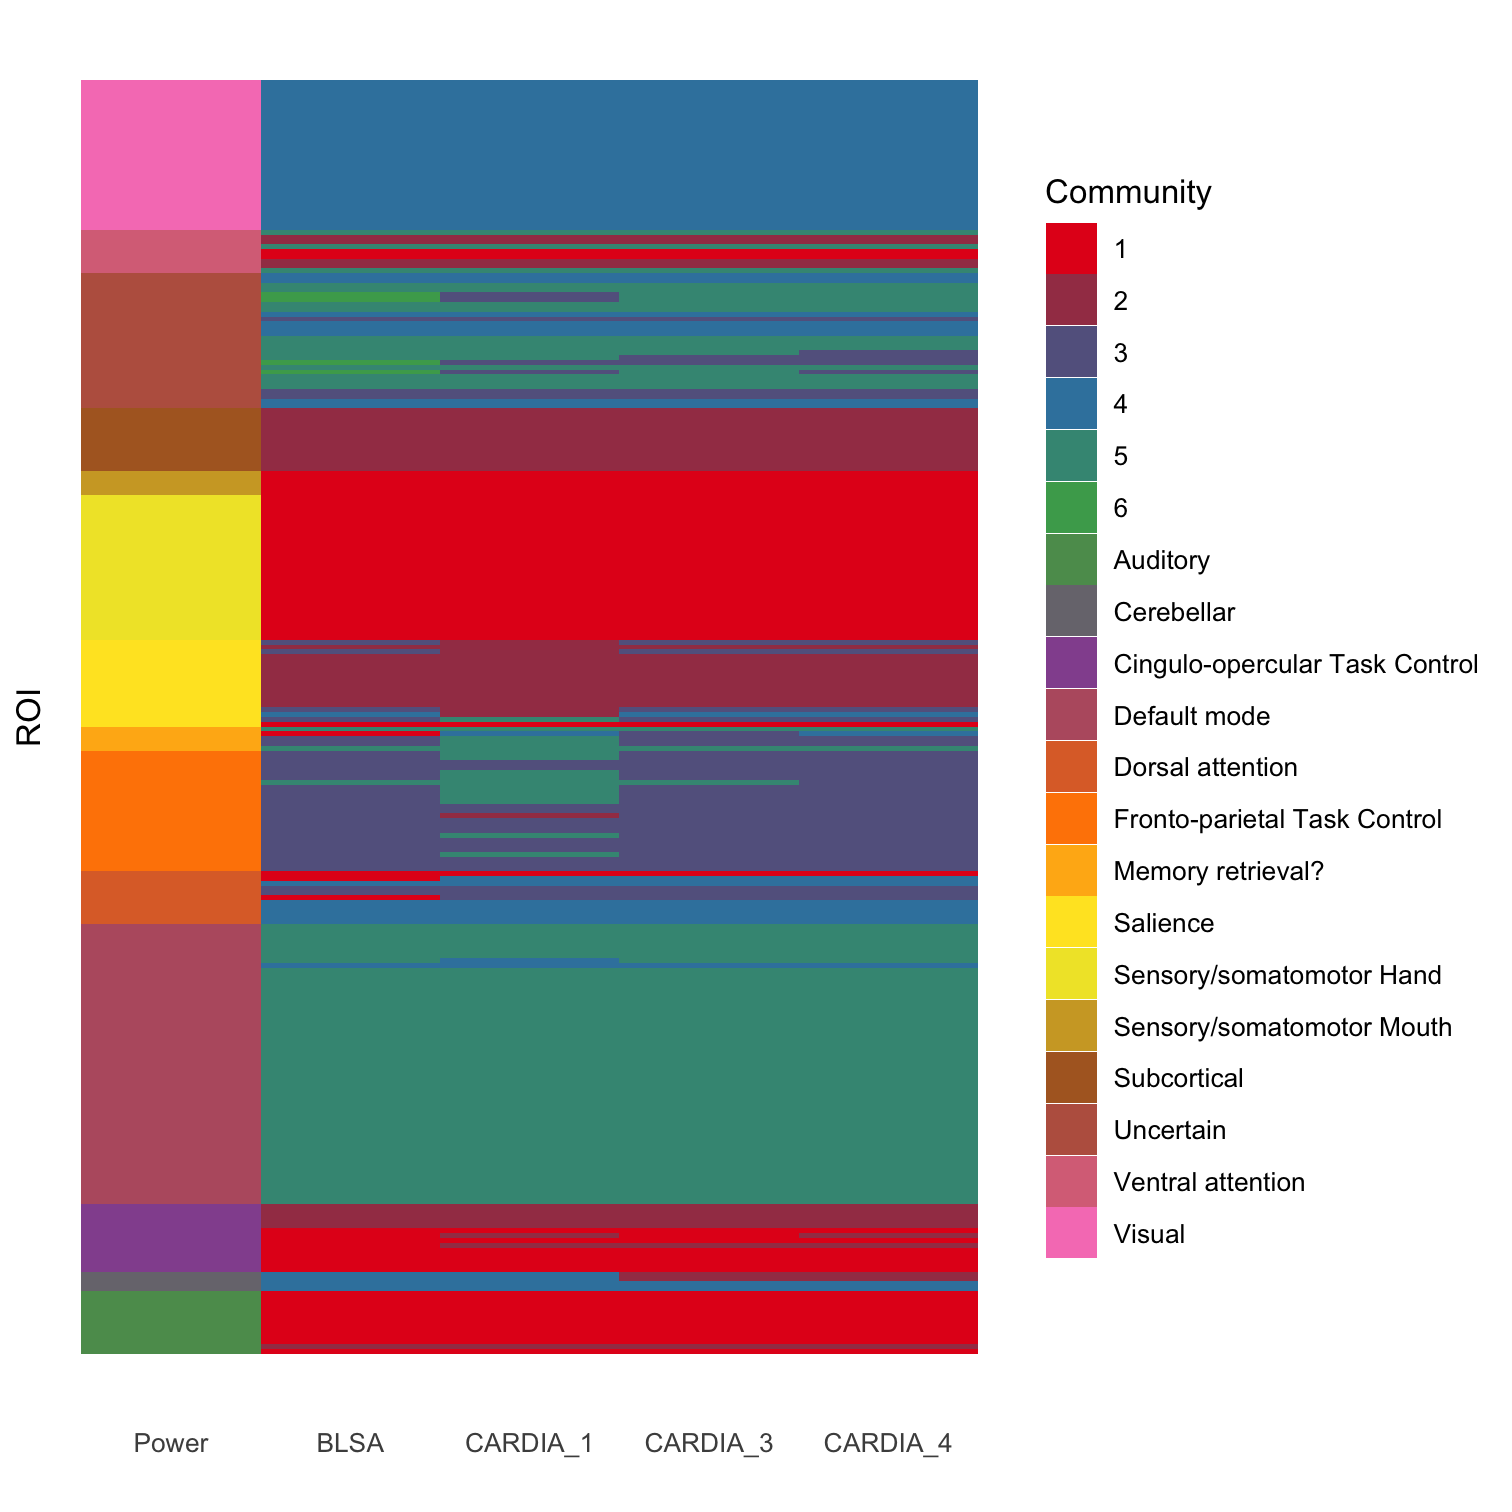 Community
1
2
3
4
5
6
Auditory
Cerebellar
Cingulo-opercular Task Control
Default mode
Dorsal attention
Fronto-parietal Task Control
Memory retrieval?
Salience
Sensory/somatomotor Hand
Sensory/somatomotor Mouth
Subcortical
Uncertain
Ventral attention
Visual
ROI
Power
BLSA
CARDIA_1
CARDIA_3
CARDIA_4